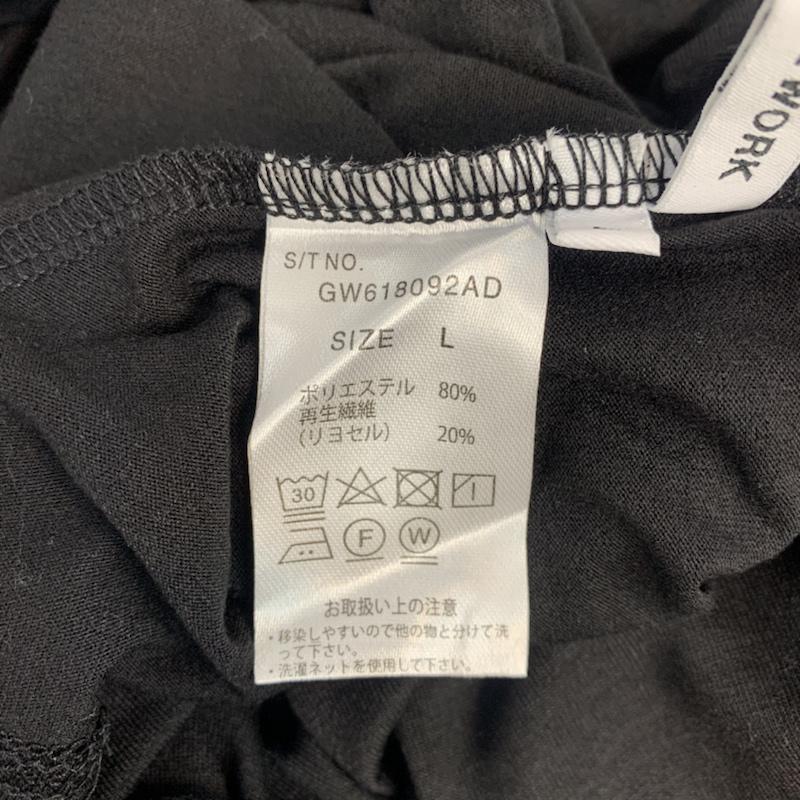 WORK
S/T NO.
GW618092AD
SIZE L
ポリエステル 80%
再生繊維
(リヨセル) 20%
30
F W
お取扱い上の注意
・移染しやすいので他の物と分けて洗
って下さい。
・洗濯ネットを使用して下さい。